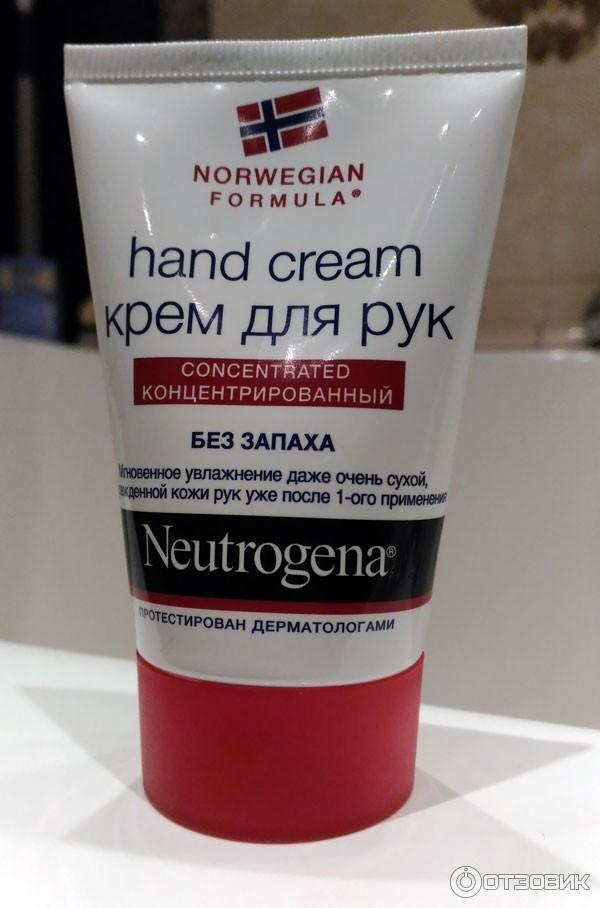 NORWEGIAN
FORMULA®
hand cream
крем для рук
CONCENTRATED
КОНЦЕНТРИРОВАННЫЙ
БЕЗ ЗАПАХА
Мгновенное увлажнение даже очень сухой,
кожи рук уже после 1-ого применения
Neutrogena®
ПРОТЕСТИРОВАН ДЕРМАТОЛОГАМИ
ОТЗОВИК